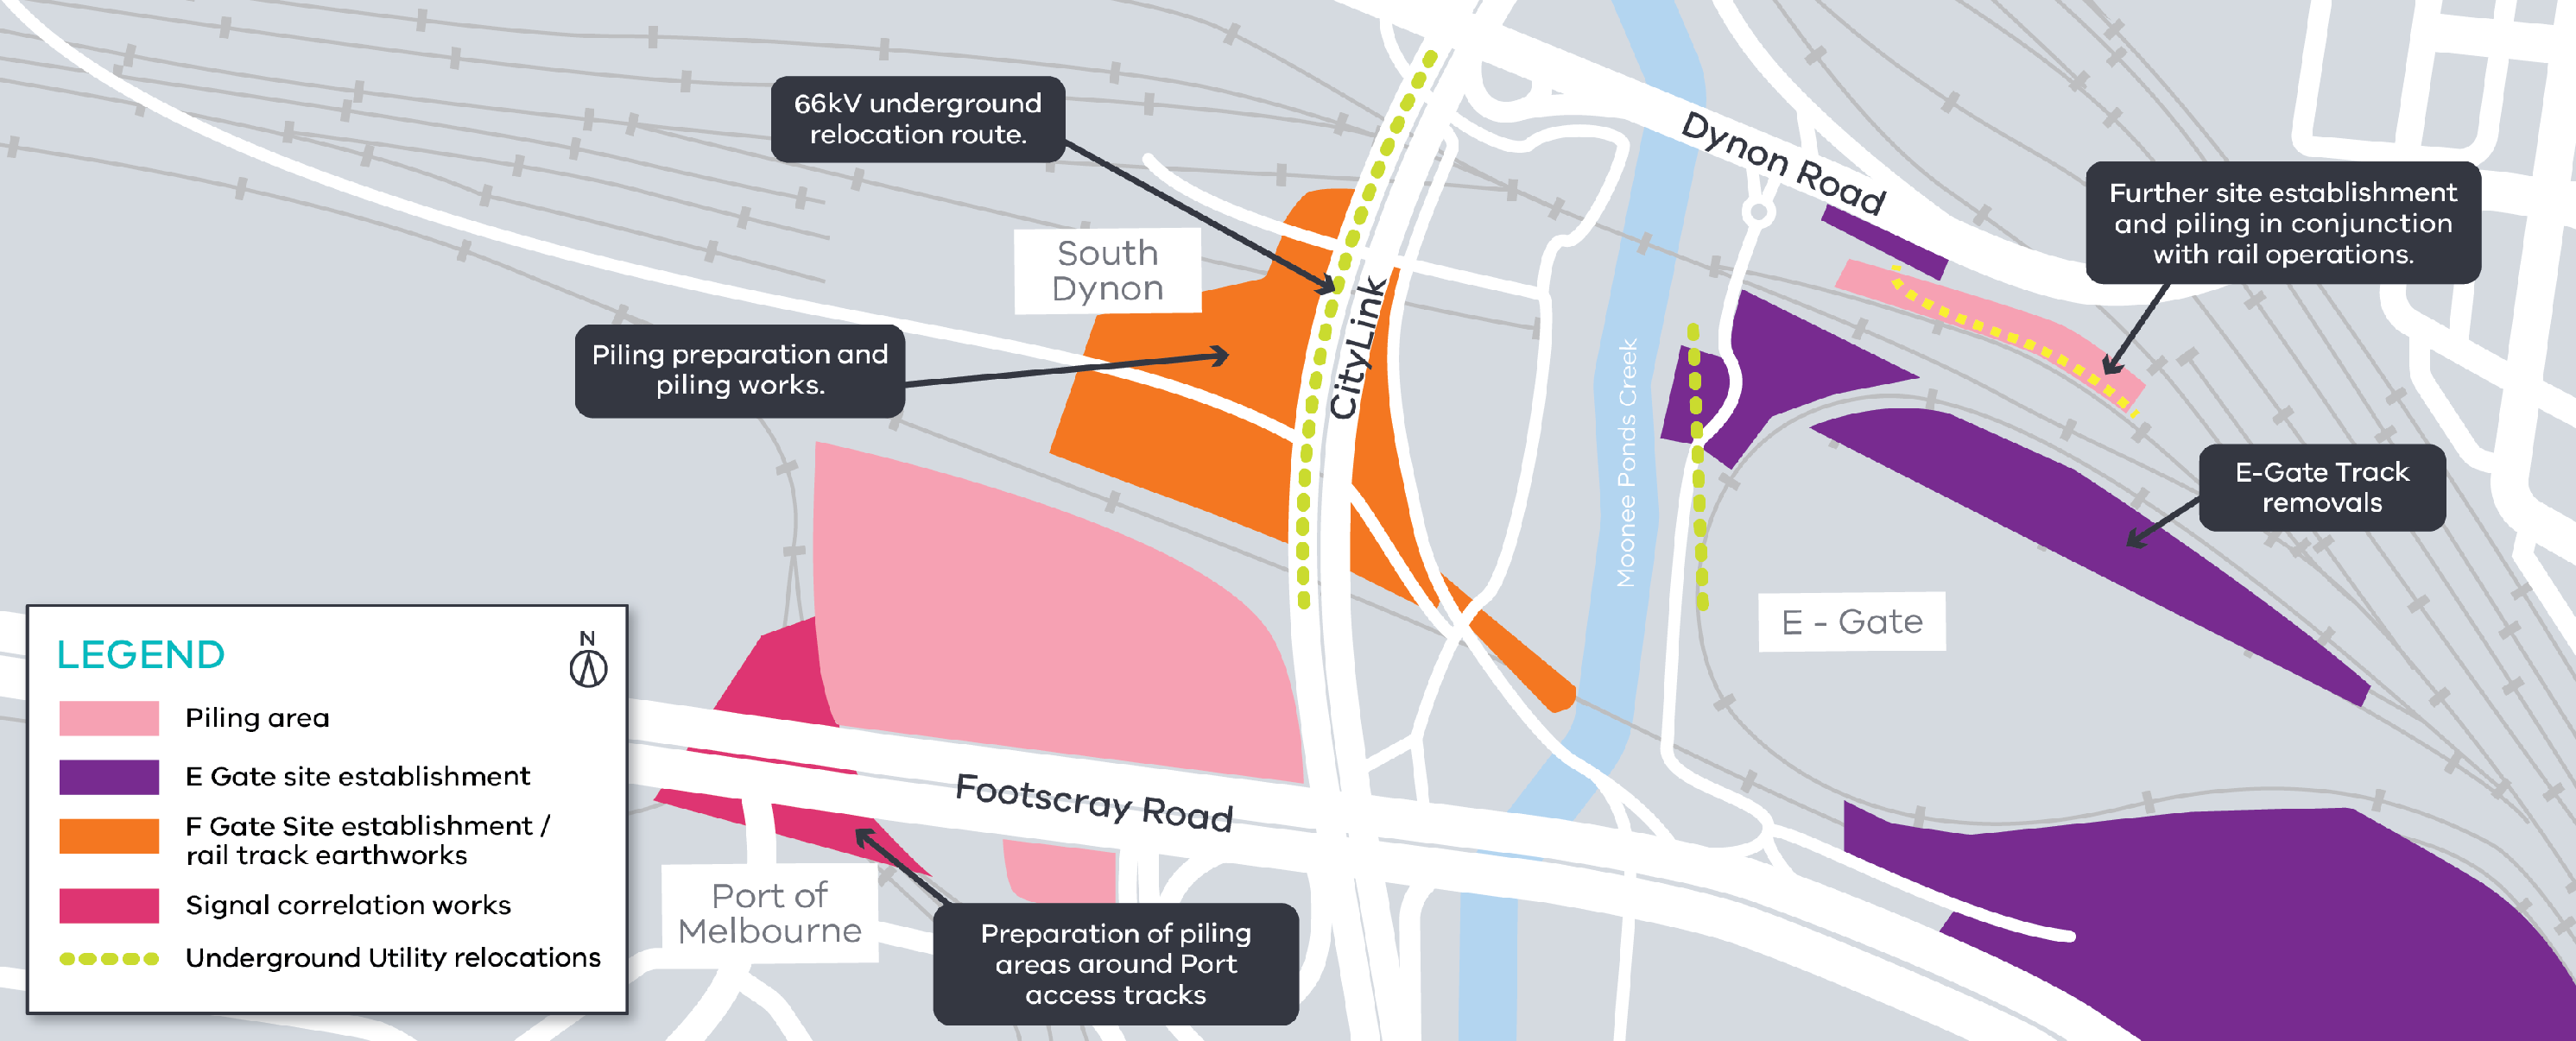 66kV underground
relocation route.
Dynon Road
Further site establishment
and piling in conjunction
with rail operations.
South
Dynon
Piling preparation and
piling works.
CityLink
Moonee Ponds Creek
E-Gate Track
removals
E - Gate
LEGEND
N
Piling area
E Gate site establishment
F Gate Site establishment /
rail track earthworks
Signal correlation works
Underground Utility relocations
Footscray Road
Port of
Melbourne
Preparation of piling
areas around Port
access tracks